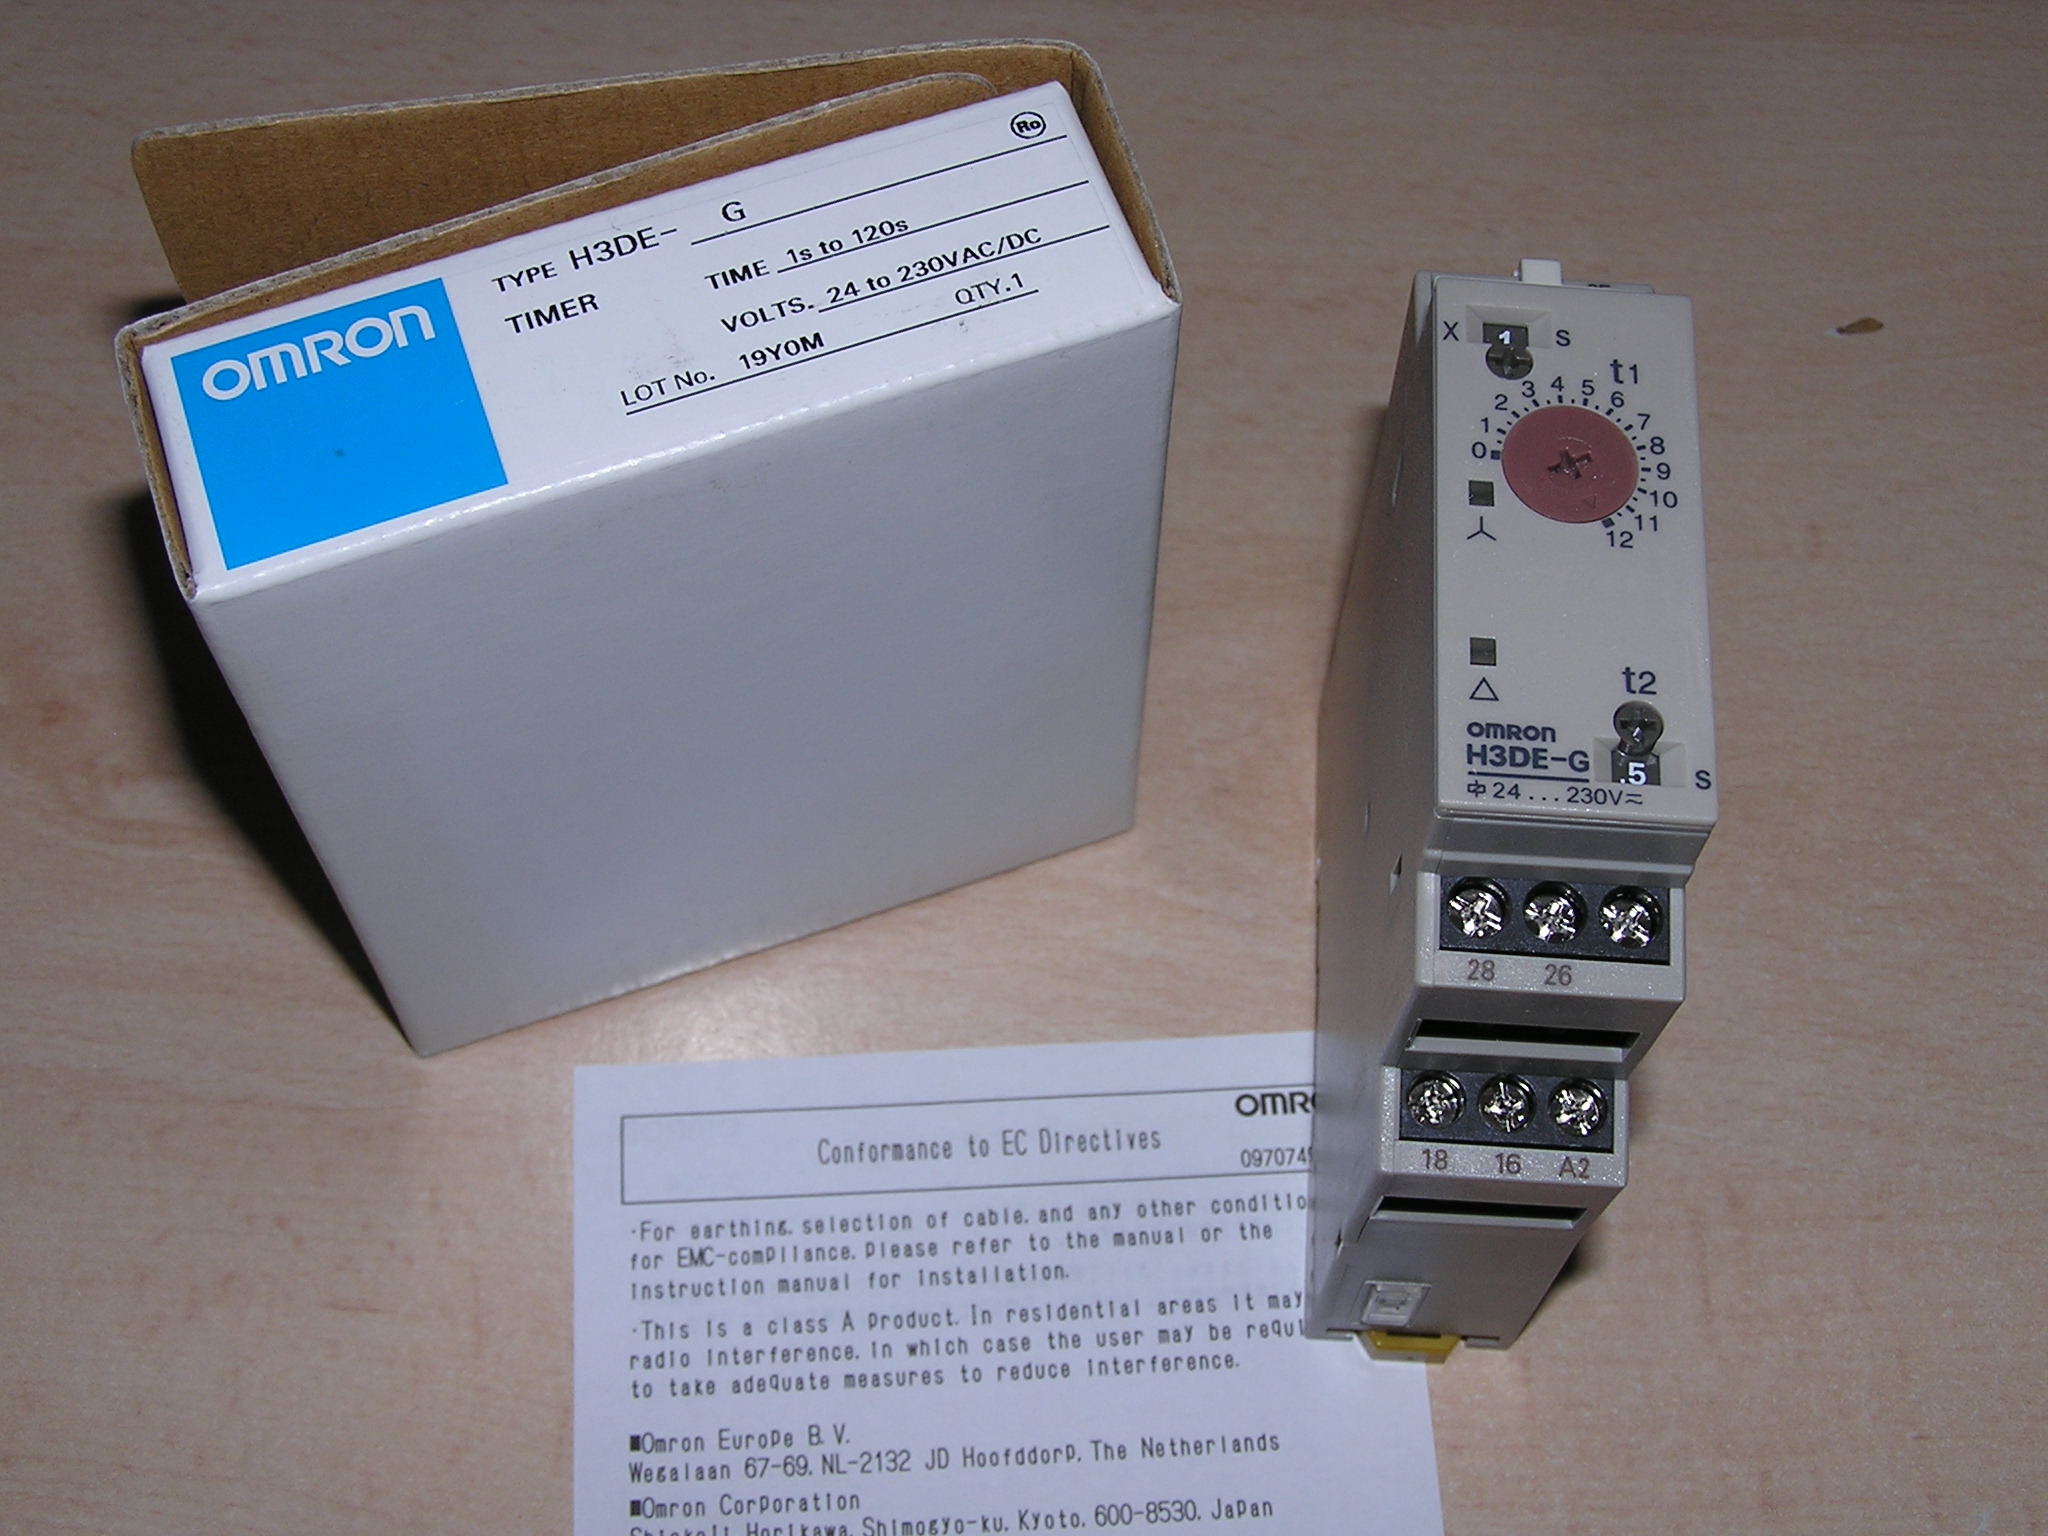 Ro
TYPE H3DE- G
TIMER TIME 1s to 120s
VOLTS. 24 to 230VAC/DC
LOT No. 19Y0M QTY.1
OMRON
X 1 S
t1
0 1 2 3 4 5 6 7 8 9 10 11 12
t2
OMRON
H3DE-G .5 S
24 ... 230V
28 26
18 16 A2
OMRO
Conformance to EC Directives
097074
·For earthing, selection of cable, and any other conditio
for EMC-compliance, please refer to the manual or the
instruction manual for installation.
·This is a class A product. In residential areas it may
radio interference, in which case the user may be requi
to take adequate measures to reduce interference.
■Omron Europe B.V.
Wegalaan 67-69, NL-2132 JD Hoofddorp, The Netherlands
■Omron Corporation
Horikawa, Shimogyo-ku, Kyoto, 600-8530, Japan